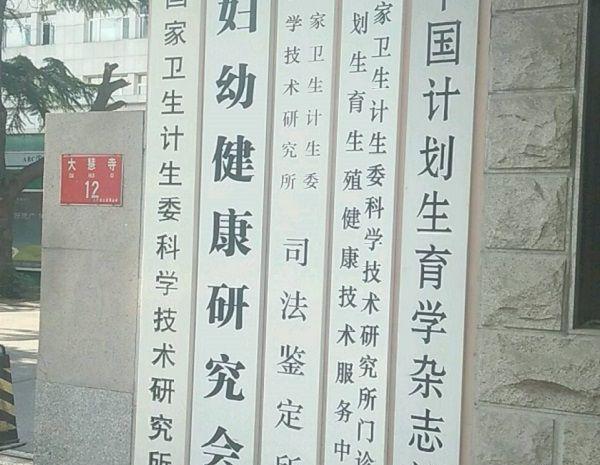 大慧寺
12
国家卫生计生委科学技术研究所
妇幼健康研究会
家卫生计生委
学技术研究所
司法鉴定所
家卫生计生委科学技术研究所门诊
划生育生殖健康技术服务中
中国计划生育学杂志